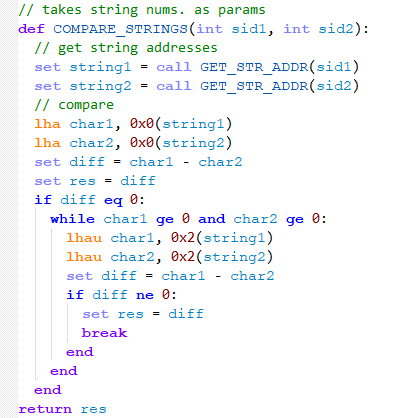 // takes string nums. as params
def COMPARE_STRINGS(int sid1, int sid2):
// get string addresses
set string1 = call GET_STR_ADDR(sid1)
set string2 = call GET_STR_ADDR(sid2)
// compare
lha char1, 0x0(string1)
lha char2, 0x0(string2)
set diff = char1 - char2
set res = diff
if diff eq 0:
while char1 ge 0 and char2 ge 0:
lhau char1, 0x2(string1)
lhau char2, 0x2(string2)
set diff = char1 - char2
if diff ne 0:
set res = diff
break
end
end
end
return res